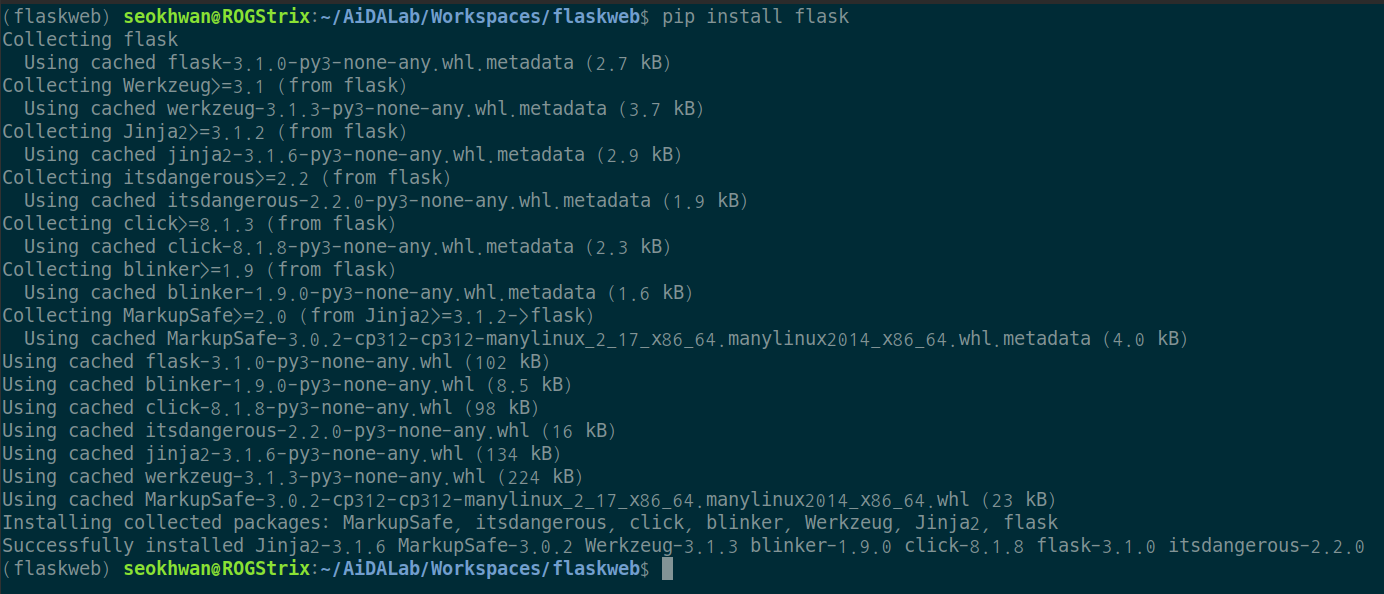 (flaskweb) seokhwan@ROGStrix:~/AiDALab/Workspaces/flaskweb$ pip install flask
Collecting flask
  Using cached flask-3.1.0-py3-none-any.whl.metadata (2.7 kB)
Collecting Werkzeug>=3.1 (from flask)
  Using cached werkzeug-3.1.3-py3-none-any.whl.metadata (3.7 kB)
Collecting Jinja2>=3.1.2 (from flask)
  Using cached jinja2-3.1.6-py3-none-any.whl.metadata (2.9 kB)
Collecting itsdangerous>=2.2 (from flask)
  Using cached itsdangerous-2.2.0-py3-none-any.whl.metadata (1.9 kB)
Collecting click>=8.1.3 (from flask)
  Using cached click-8.1.8-py3-none-any.whl.metadata (2.3 kB)
Collecting blinker>=1.9 (from flask)
  Using cached blinker-1.9.0-py3-none-any.whl.metadata (1.6 kB)
Collecting MarkupSafe>=2.0 (from Jinja2>=3.1.2->flask)
  Using cached MarkupSafe-3.0.2-cp312-cp312-manylinux_2_17_x86_64.manylinux2014_x86_64.whl.metadata (4.0 kB)
Using cached flask-3.1.0-py3-none-any.whl (102 kB)
Using cached blinker-1.9.0-py3-none-any.whl (8.5 kB)
Using cached click-8.1.8-py3-none-any.whl (98 kB)
Using cached itsdangerous-2.2.0-py3-none-any.whl (16 kB)
Using cached jinja2-3.1.6-py3-none-any.whl (134 kB)
Using cached werkzeug-3.1.3-py3-none-any.whl (224 kB)
Using cached MarkupSafe-3.0.2-cp312-cp312-manylinux_2_17_x86_64.manylinux2014_x86_64.whl (23 kB)
Installing collected packages: MarkupSafe, itsdangerous, click, blinker, Werkzeug, Jinja2, flask
Successfully installed Jinja2-3.1.6 MarkupSafe-3.0.2 Werkzeug-3.1.3 blinker-1.9.0 click-8.1.8 flask-3.1.0 itsdangerous-2.2.0
(flaskweb) seokhwan@ROGStrix:~/AiDALab/Workspaces/flaskweb$